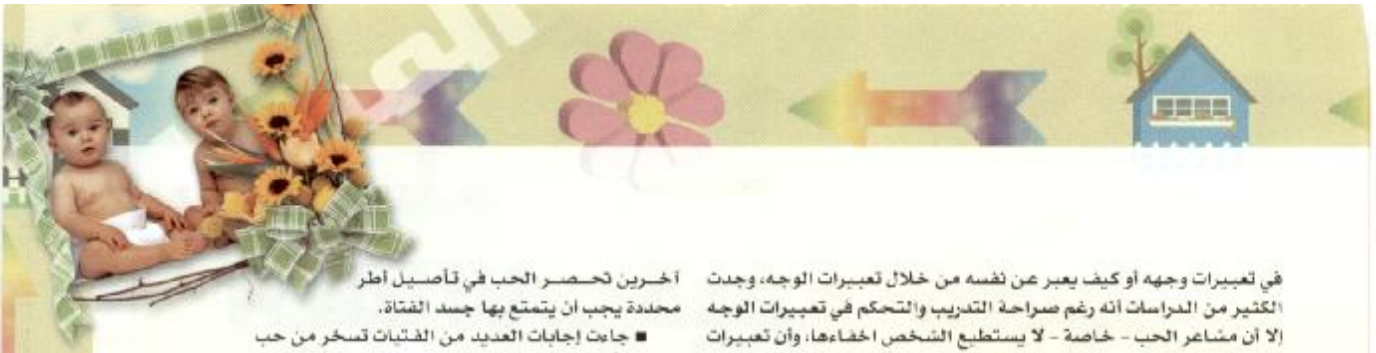 في تعبيرات وجهه أو كيف يعبر عن نفسه من خلال تعبيرات الوجه، وجدت
الكثير من الدراسات أنه رغم صراحة التدريب والتحكم في تعبيرات الوجه
إلا أن مشاعر الحب - خاصة - لا يستطيع الشخص اخفاءها، وأن تعبيرات
آخرين تحصر الحب في تأصيل أطر
محددة يجب أن يتمتع بها جسد الفتاة.
■ جاءت إجابات العديد من الفتيات تسخر من حب